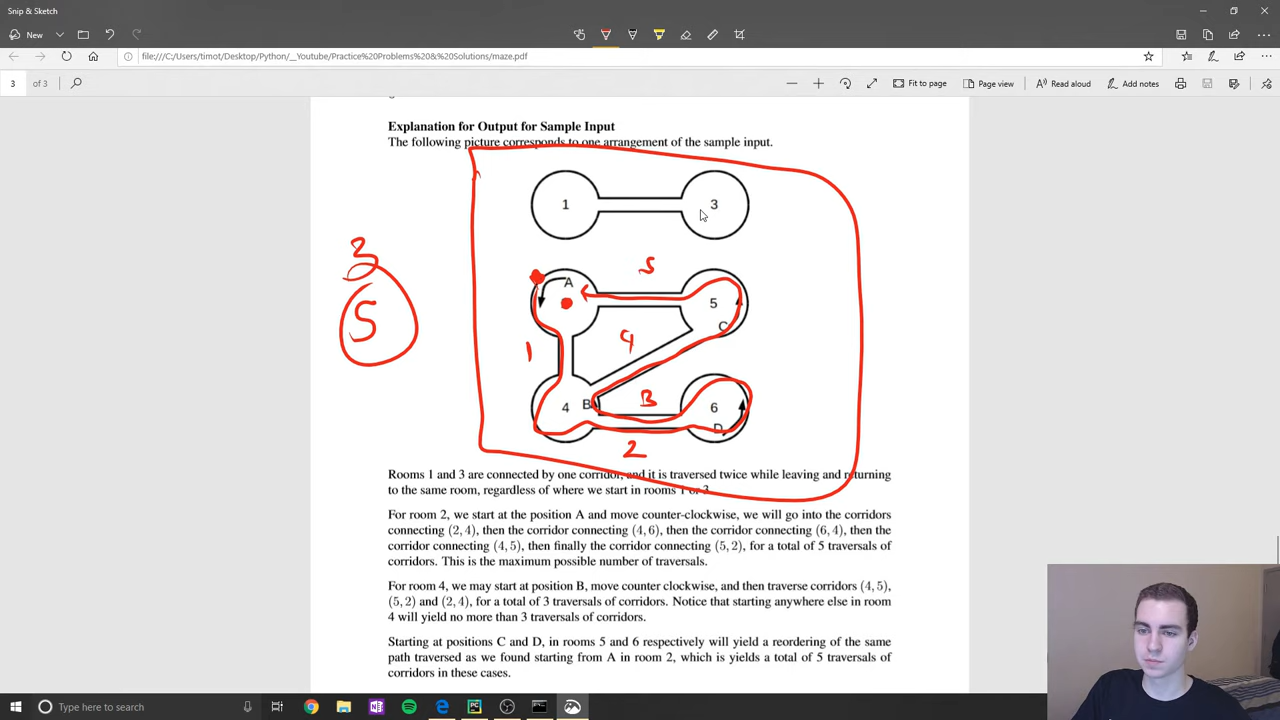 Snip & Sketch
New
file:///C:/Users/timot/Desktop/Python/__Youtube/Practice%20Problems%20&%20Solutions/maze.pdf
3 of 3
Fit to page
Page view
Read aloud
Add notes
Explanation for Output for Sample Input
The following picture corresponds to one arrangement of the sample input.
1 3
3
5
A 5 5
C
1 4
4 B 3 6
D
2
Rooms 1 and 3 are connected by one corridor, and it is traversed twice while leaving and returning
to the same room, regardless of where we start in rooms 1 or 3.
For room 2, we start at the position A and move counter-clockwise, we will go into the corridors
connecting (2, 4), then the corridor connecting (4, 6), then the corridor connecting (6, 4), then the
corridor connecting (4, 5), then finally the corridor connecting (5, 2), for a total of 5 traversals of
corridors. This is the maximum possible number of traversals.
For room 4, we may start at position B, move counter clockwise, and then traverse corridors (4, 5),
(5, 2) and (2, 4), for a total of 3 traversals of corridors. Notice that starting anywhere else in room
4 will yield no more than 3 traversals of corridors.
Starting at positions C and D, in rooms 5 and 6 respectively will yield a reordering of the same
path traversed as we found starting from A in room 2, which is yields a total of 5 traversals of
corridors in these cases.
Type here to search